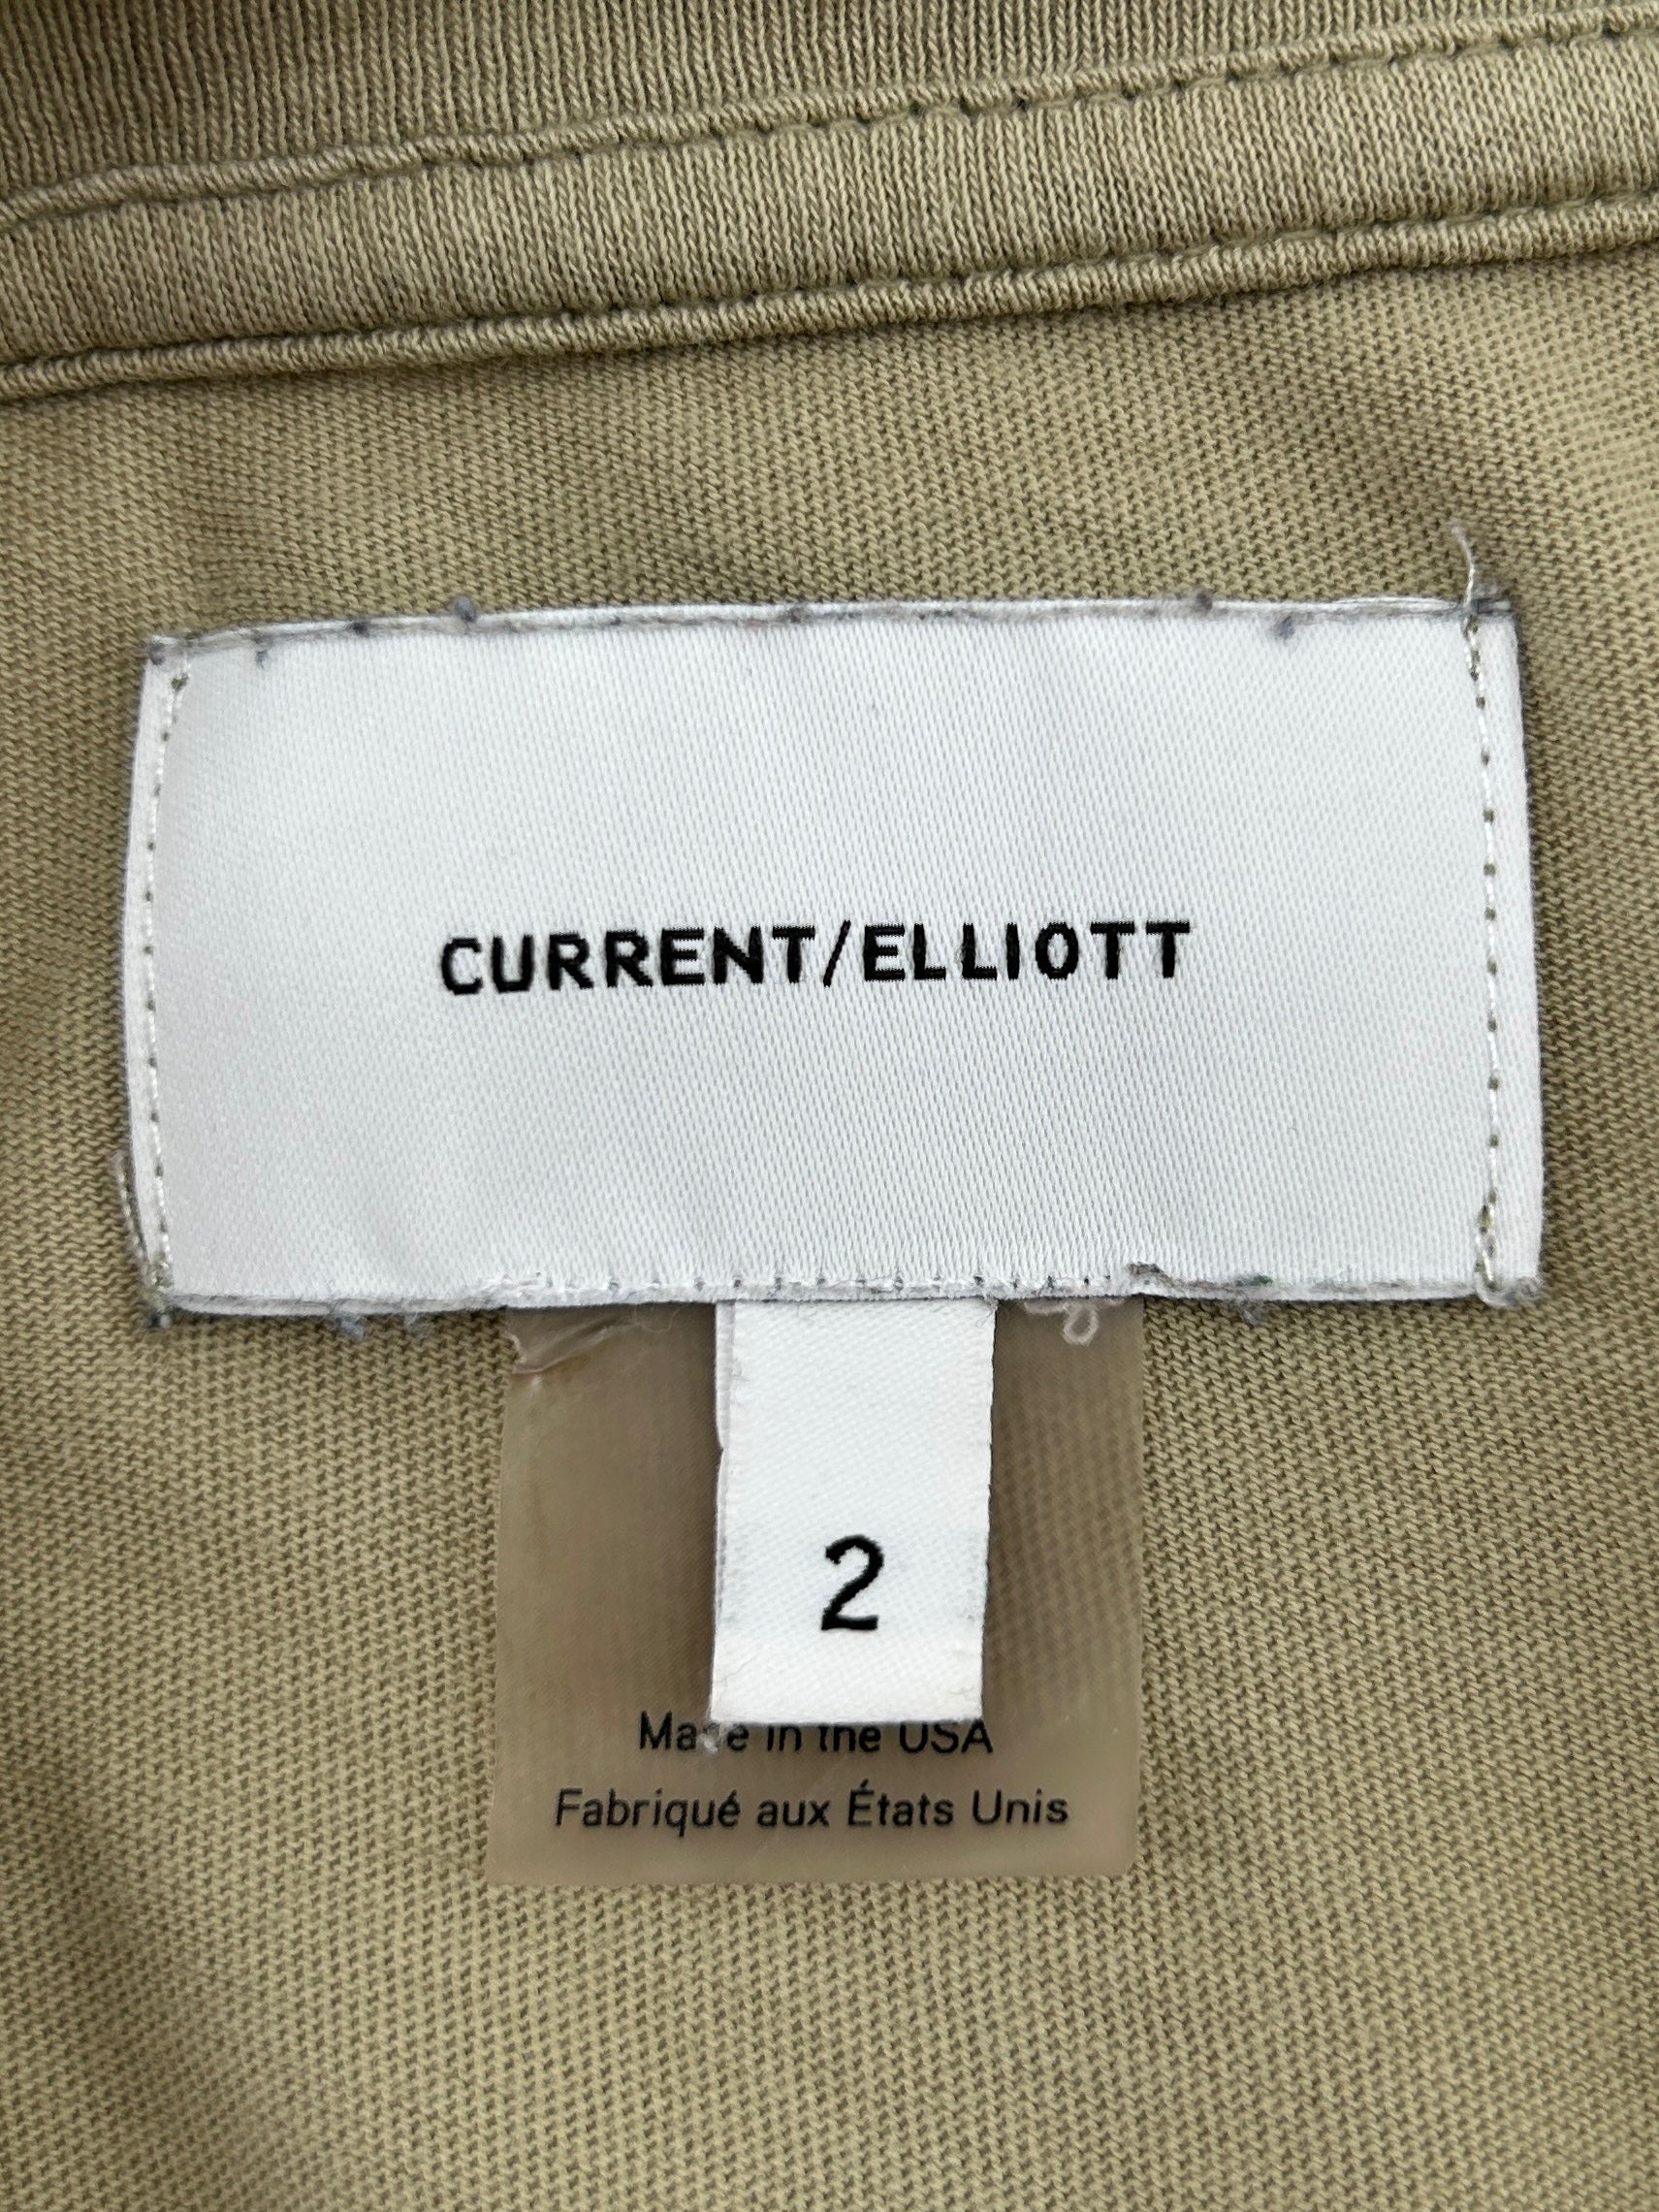 CURRENT/ELLIOTT
2
Made in the USA
Fabriqué aux États Unis